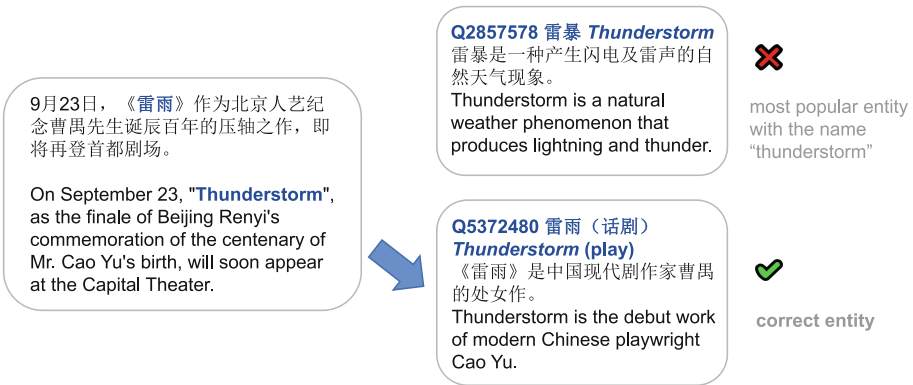 9月23日，《雷雨》作为北京人艺纪
念曹禺先生诞辰百年的压轴之作，即
将再登首都剧场。
On September 23, "Thunderstorm",
as the finale of Beijing Renyi's
commemoration of the centenary of
Mr. Cao Yu's birth, will soon appear
at the Capital Theater.
Q2857578 雷暴 Thunderstorm
雷暴是一种产生闪电及雷声的自
然天气现象。
Thunderstorm is a natural
weather phenomenon that
produces lightning and thunder.
most popular entity
with the name
“thunderstorm”
Q5372480 雷雨（话剧）
Thunderstorm (play)
《雷雨》是中国现代剧作家曹禺
的处女作。
Thunderstorm is the debut work
of modern Chinese playwright
Cao Yu.
correct entity